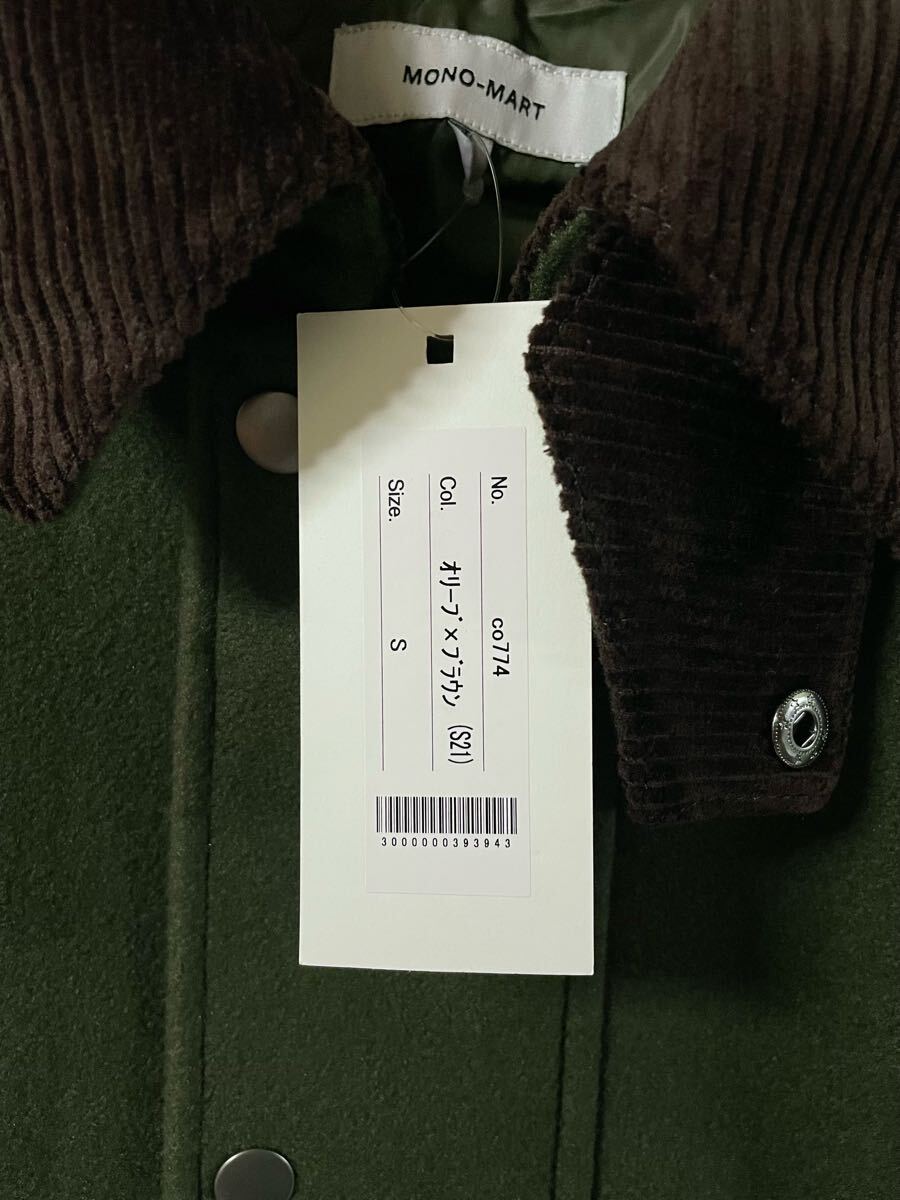 MONO-MART
No. co774
Col. ｵﾘｰﾌﾞ×ﾌﾞﾗｳﾝ (S21)
Size. S
3000000393943